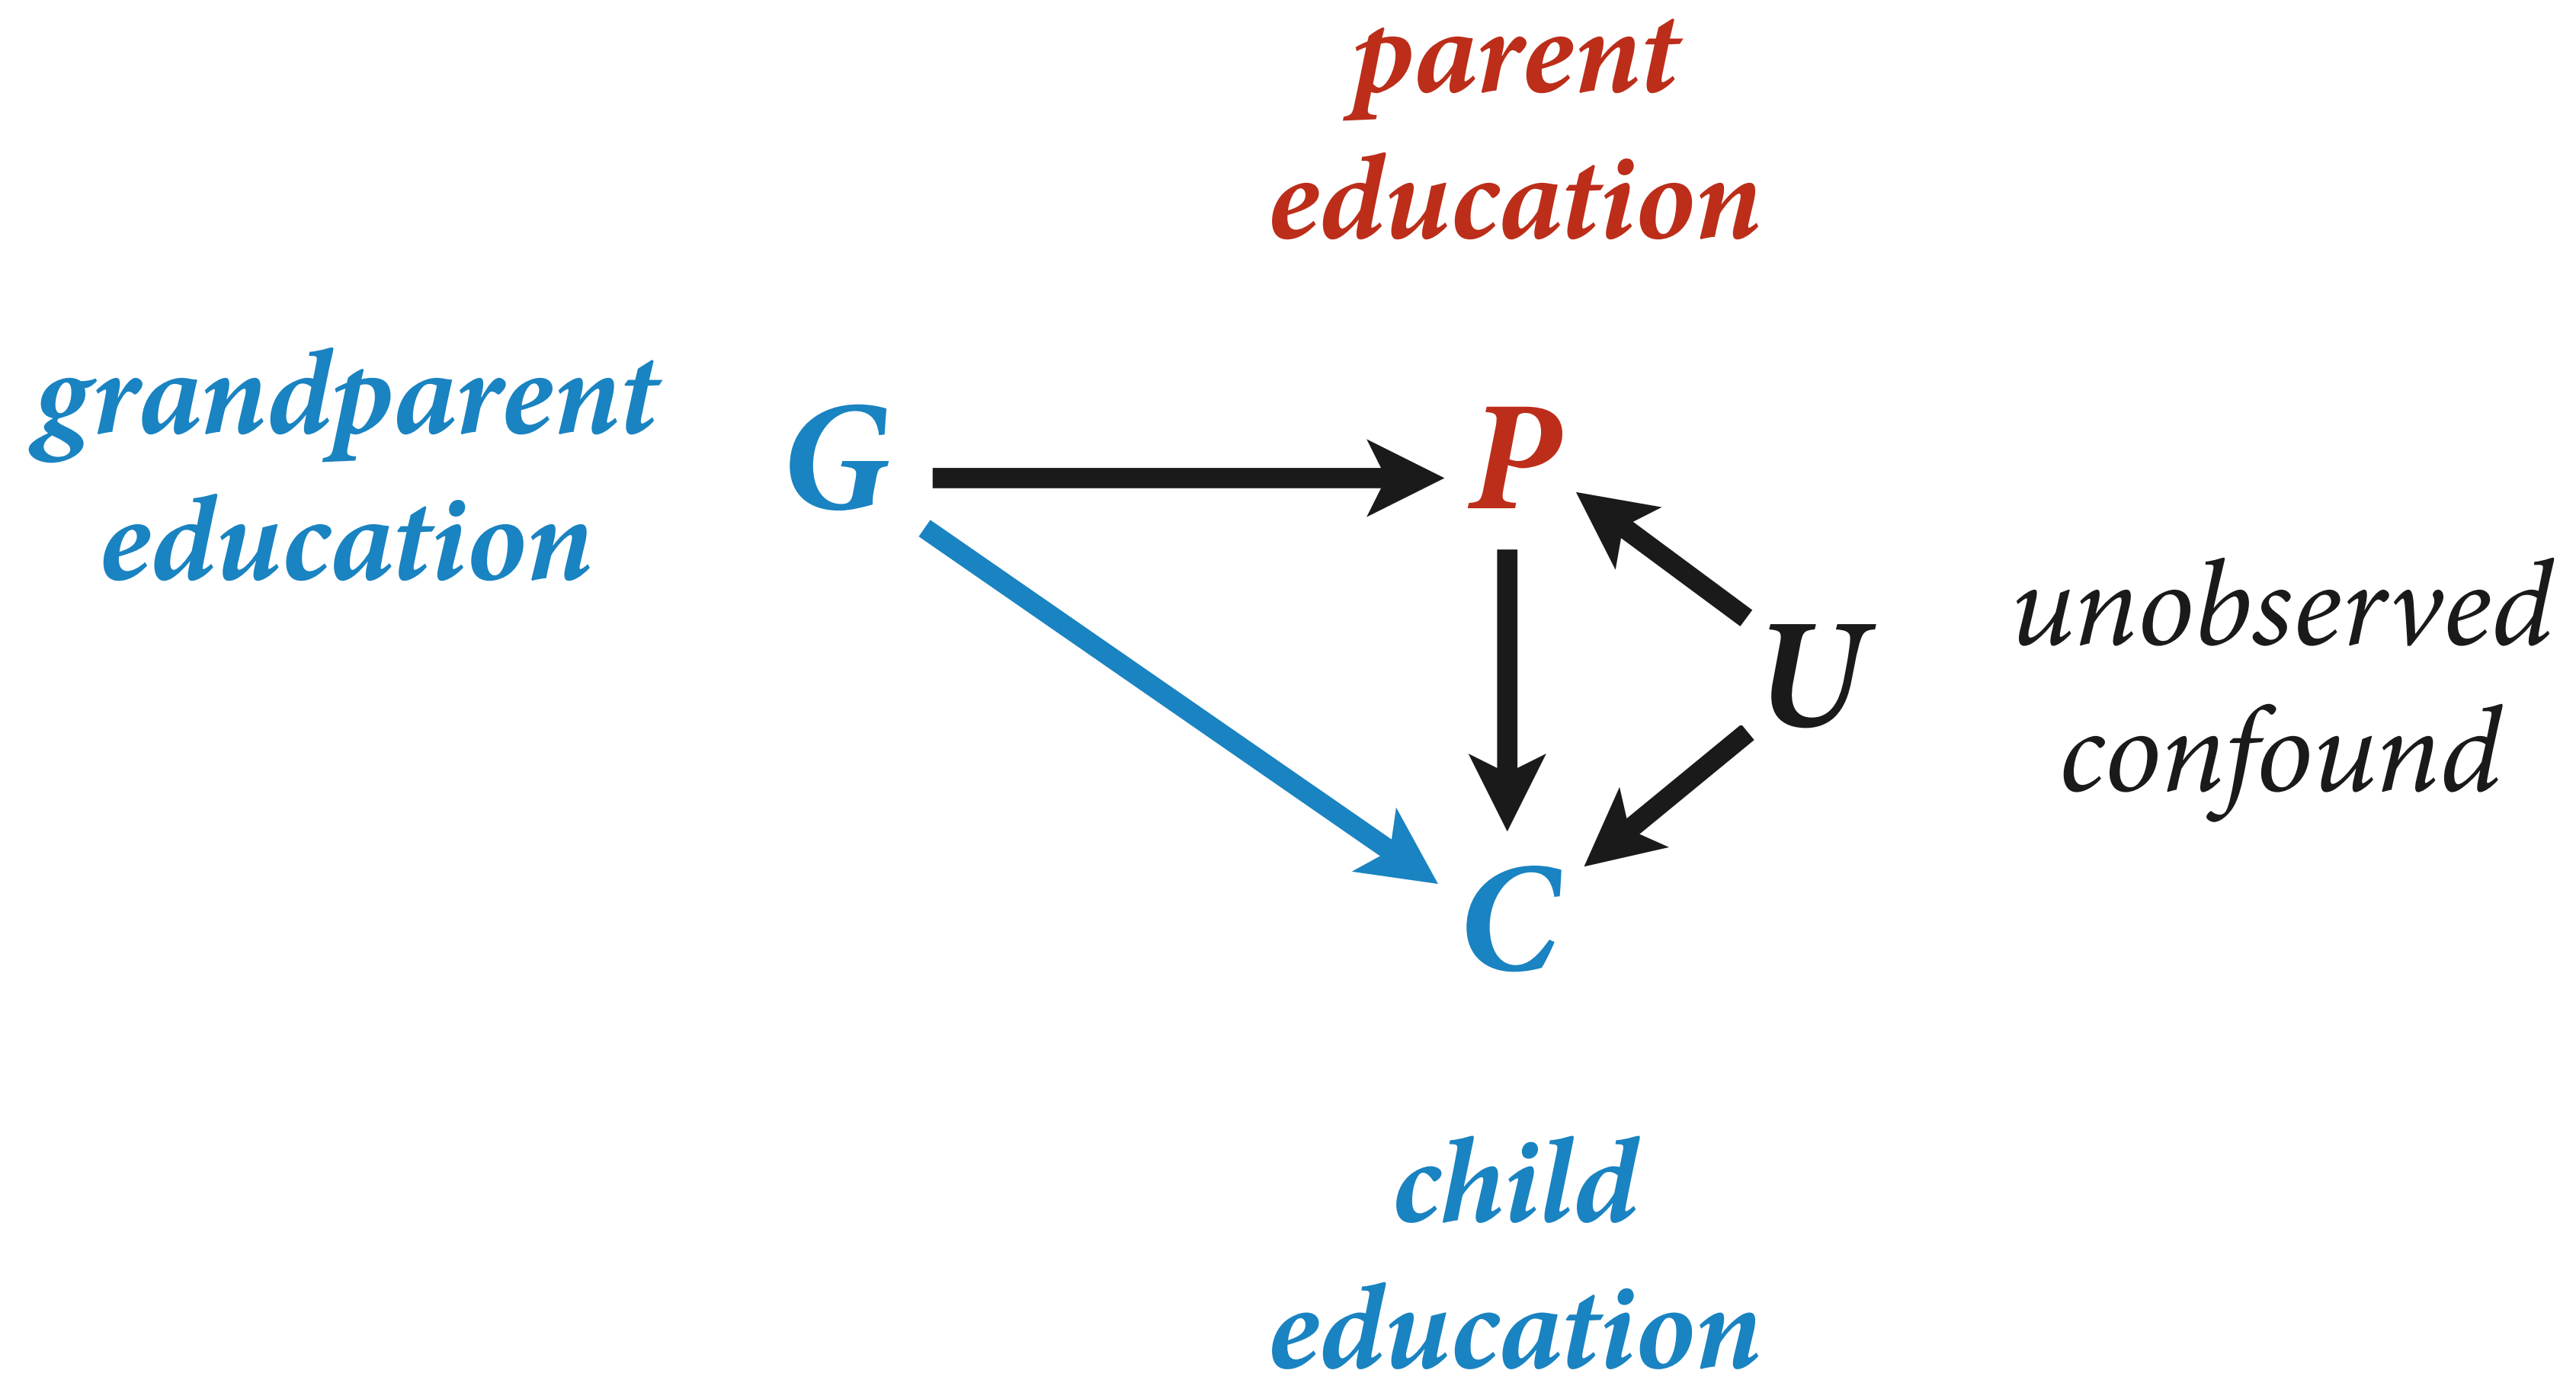 parent
education
grandparent
education
G
P
U
unobserved
confound
C
child
education